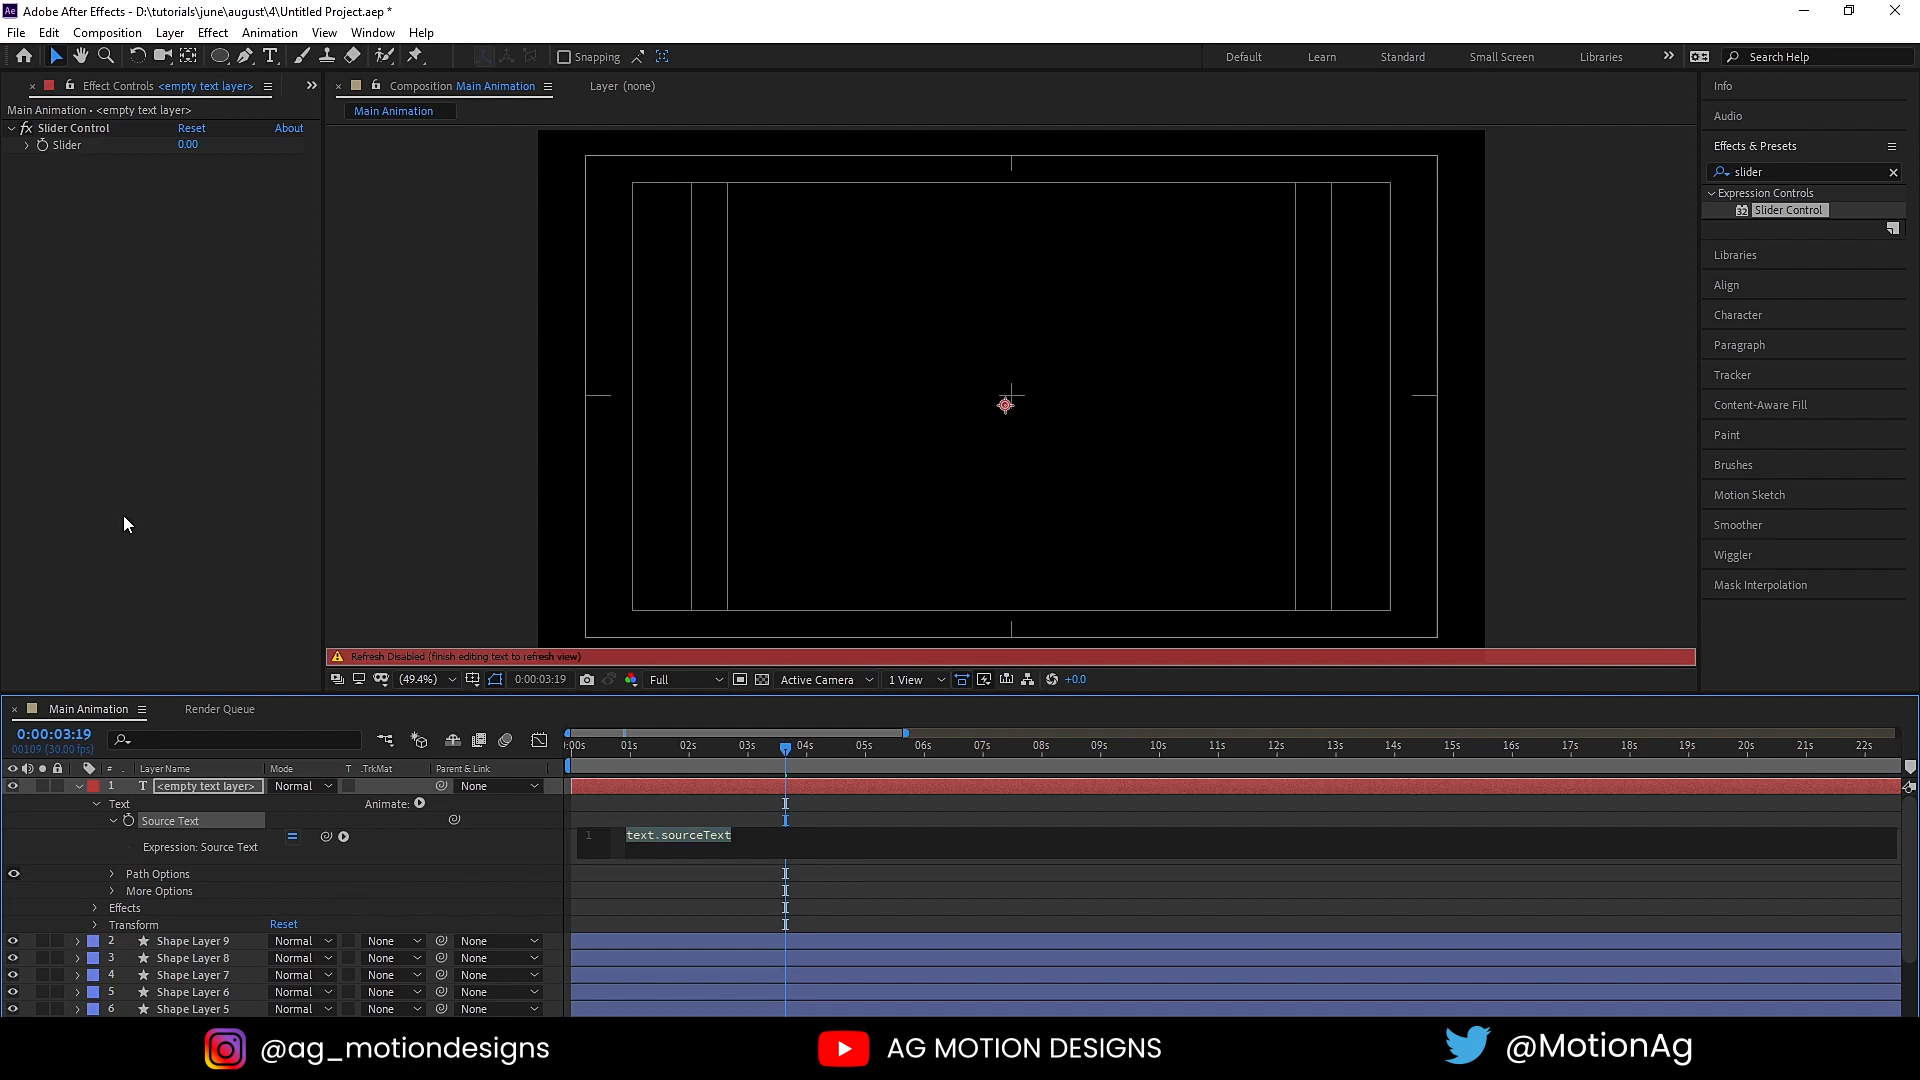 Ae Adobe After Effects - D:\tutorials\june\august\4\Untitled Project.aep *
File Edit Composition Layer Effect Animation View Window Help
Snapping Default Learn Standard Small Screen Libraries Search Help
Effect Controls <empty text layer>
Main Animation • <empty text layer>
fx Slider Control Reset About
Slider 0.00
Composition Main Animation Layer (none)
Main Animation
Info
Audio
Effects & Presets
slider
Expression Controls
32 Slider Control
Libraries
Align
Character
Paragraph
Tracker
Content-Aware Fill
Paint
Brushes
Motion Sketch
Smoother
Wiggler
Mask Interpolation
Refresh Disabled (finish editing text to refresh view)
(49.4%) 0:00:03:19 Full Active Camera 1 View +0.0
Main Animation Render Queue
0:00:03:19
00109 (30.00 fps)
:00s 01s 02s 03s 04s 05s 06s 07s 08s 09s 10s 11s 12s 13s 14s 15s 16s 17s 18s 19s 20s 21s 22s
# . Layer Name Mode T .TrkMat Parent & Link
1 T <empty text layer> Normal None
Text Animate:
Source Text
Expression: Source Text
1 text.sourceText
Path Options
More Options
Effects
Transform Reset
2 Shape Layer 9 Normal None None
3 Shape Layer 8 Normal None None
4 Shape Layer 7 Normal None None
5 Shape Layer 6 Normal None None
6 Shape Layer 5 Normal None None
@ag_motiondesigns AG MOTION DESIGNS @MotionAg